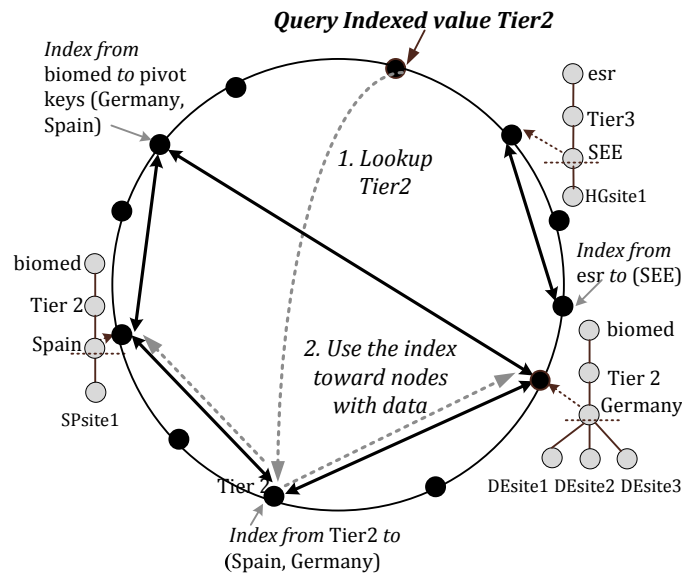 Query Indexed value Tier2
Index from
biomed to pivot
keys (Germany,
Spain)
esr
Tier3
SEE
HGsite1
1. Lookup
Tier2
Index from
esr to (SEE)
biomed
Tier 2
Spain
SPsite1
2. Use the index
toward nodes
with data
biomed
Tier 2
Germany
DEsite1 DEsite2 DEsite3
Tier 2
Index from Tier2 to
(Spain, Germany)